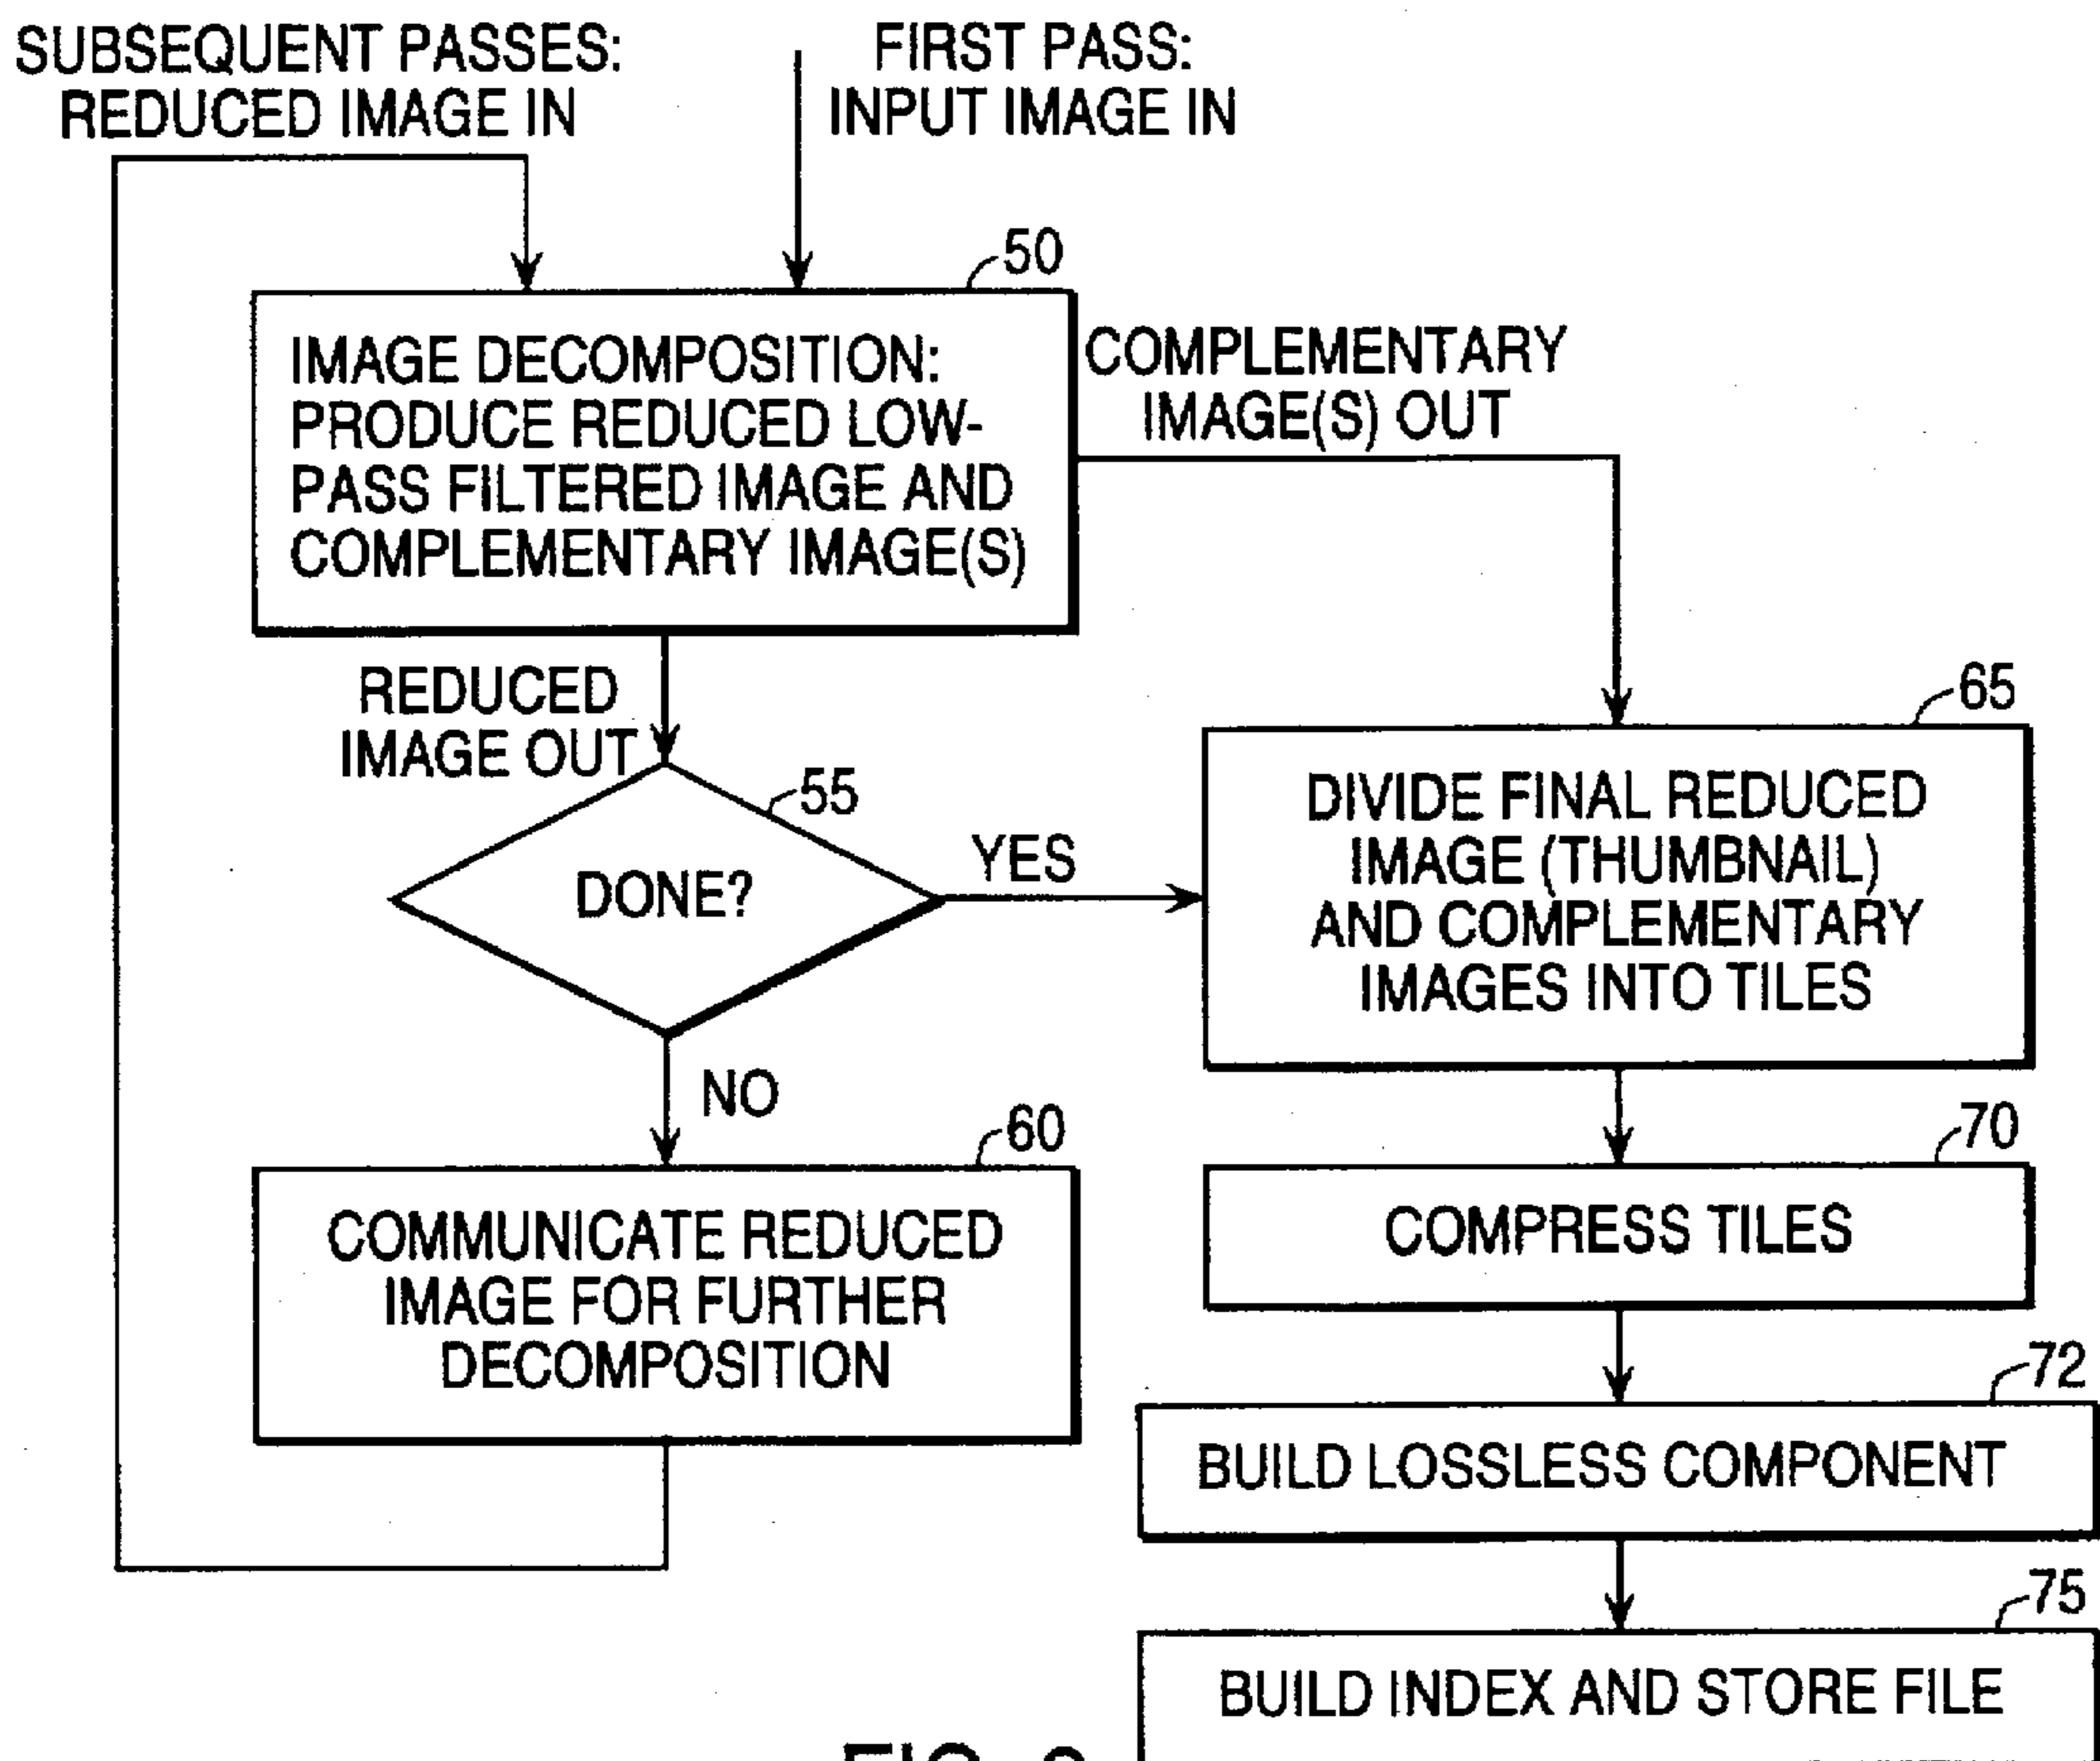 SUBSEQUENT PASSES:
REDUCED IMAGE IN
FIRST PASS:
INPUT IMAGE IN
50
IMAGE DECOMPOSITION:
PRODUCE REDUCED LOW-
PASS FILTERED IMAGE AND
COMPLEMENTARY IMAGE(S)
COMPLEMENTARY
IMAGE(S) OUT
REDUCED
IMAGE OUT
55
DONE?
YES
NO
60
COMMUNICATE REDUCED
IMAGE FOR FURTHER
DECOMPOSITION
65
DIVIDE FINAL REDUCED
IMAGE (THUMBNAIL)
AND COMPLEMENTARY
IMAGES INTO TILES
70
COMPRESS TILES
72
BUILD LOSSLESS COMPONENT
75
BUILD INDEX AND STORE FILE
FIG.